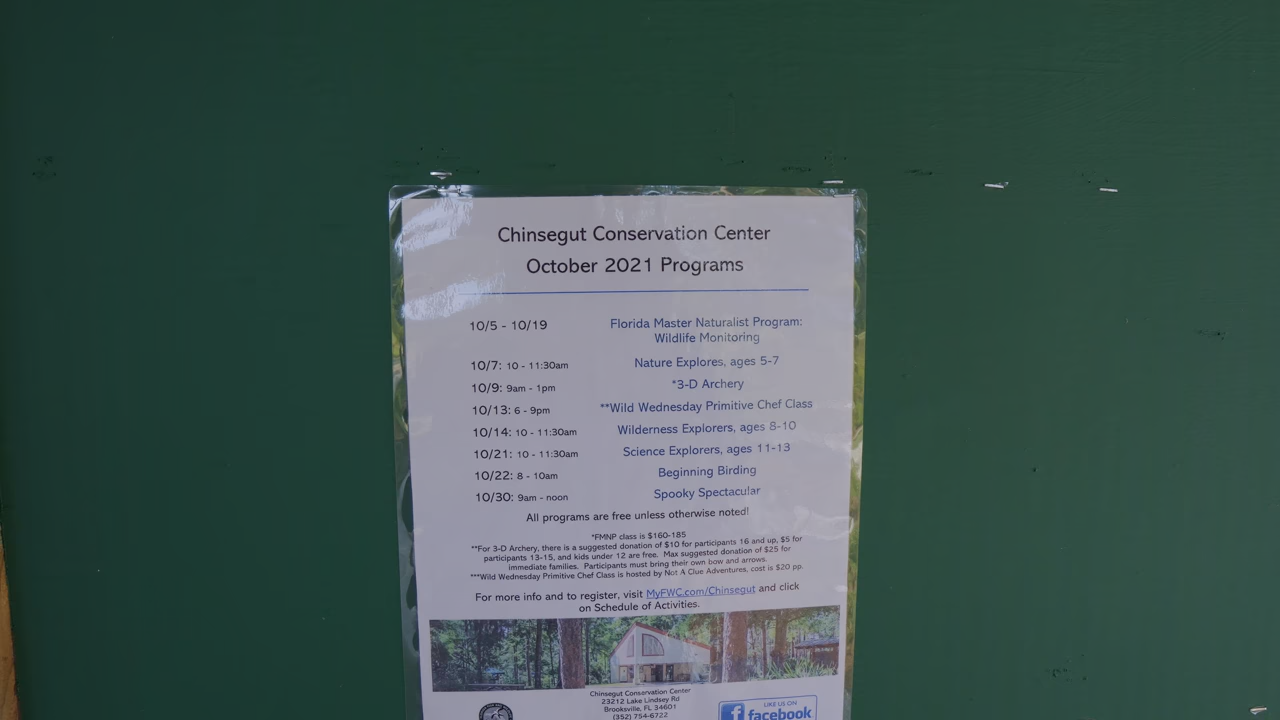 Chinsegut Conservation Center
October 2021 Programs
10/5 - 10/19 Florida Master Naturalist Program:
Wildlife Monitoring
10/7: 10 - 11:30am Nature Explores, ages 5-7
10/9: 9am - 1pm *3-D Archery
10/13: 6 - 9pm **Wild Wednesday Primitive Chef Class
10/14: 10 - 11:30am Wilderness Explorers, ages 8-10
10/21: 10 - 11:30am Science Explorers, ages 11-13
10/22: 8 - 10am Beginning Birding
10/30: 9am - noon Spooky Spectacular
All programs are free unless otherwise noted!
*FMNP class is $160-185
**For 3-D Archery, there is a suggested donation of $10 for participants 16 and up, $5 for
participants 13-15, and kids under 12 are free. Max suggested donation of $25 for
immediate families. Participants must bring their own bow and arrows.
***Wild Wednesday Primitive Chef Class is hosted by Not A Clue Adventures, cost is $20 pp.
For more info and to register, visit MyFWC.com/Chinsegut and click
on Schedule of Activities.
Chinsegut Conservation Center
23212 Lake Lindsey Rd
Brooksville, FL 34601
(352) 754-6722
LIKE US ON
facebook